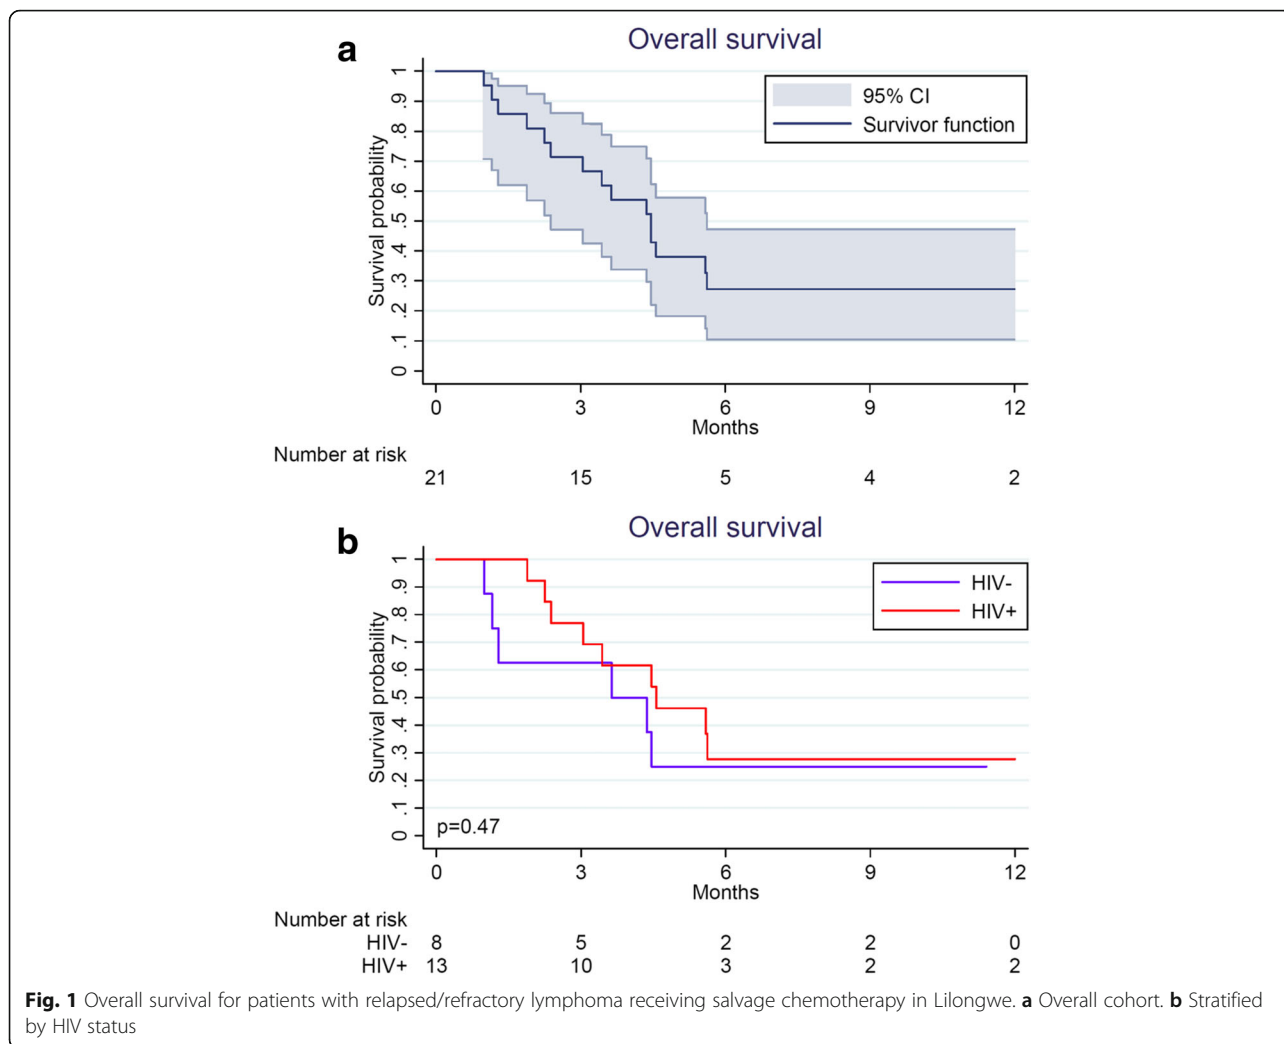 a
Overall survival
95% CI
Survivor function
Survival probability
1
.9
.8
.7
.6
.5
.4
.3
.2
.1
0
0 3 6 9 12
Months
Number at risk
21 15 5 4 2
b
Overall survival
HIV-
HIV+
Survival probability
1
.9
.8
.7
.6
.5
.4
.3
.2
.1
0
p=0.47
0 3 6 9 12
Months
Number at risk
HIV- 8 5 2 2 0
HIV+ 13 10 3 2 2
Fig. 1 Overall survival for patients with relapsed/refractory lymphoma receiving salvage chemotherapy in Lilongwe. a Overall cohort. b Stratified
by HIV status